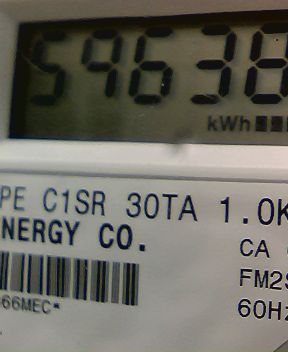 59638
kWh
PE C1SR 30TA 1.0K
NERGY CO.
CA
FM2S
66MEC*
60Hz